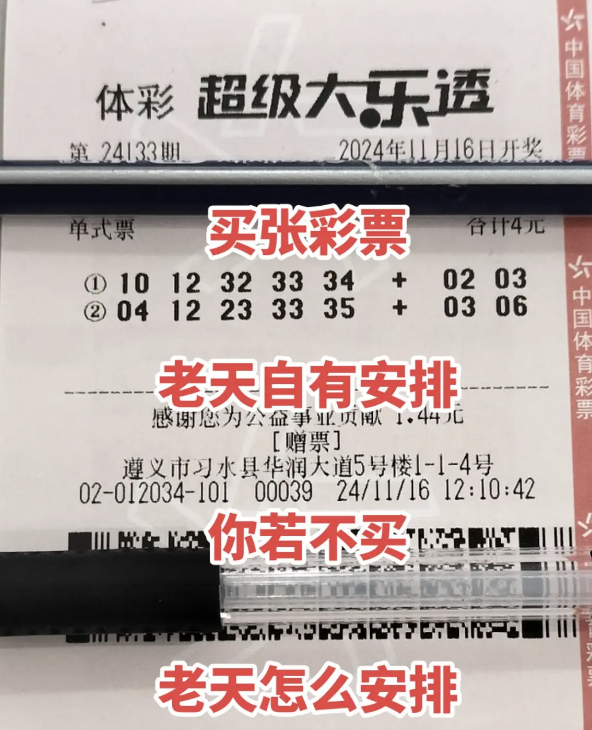 体彩 超级大乐透
第 24133期 2024年11月16日开奖
买张彩票
单式票 合计4元
① 10 12 32 33 34 + 02 03
② 04 12 23 33 35 + 03 06
老天自有安排
感谢您为公益事业贡献 1.44元
[赠票]
遵义市习水县华润大道5号楼1-1-4号
02-012034-101 00039 24/11/16 12:10:42
你若不买
老天怎么安排
中国体育彩票
中国体育彩票